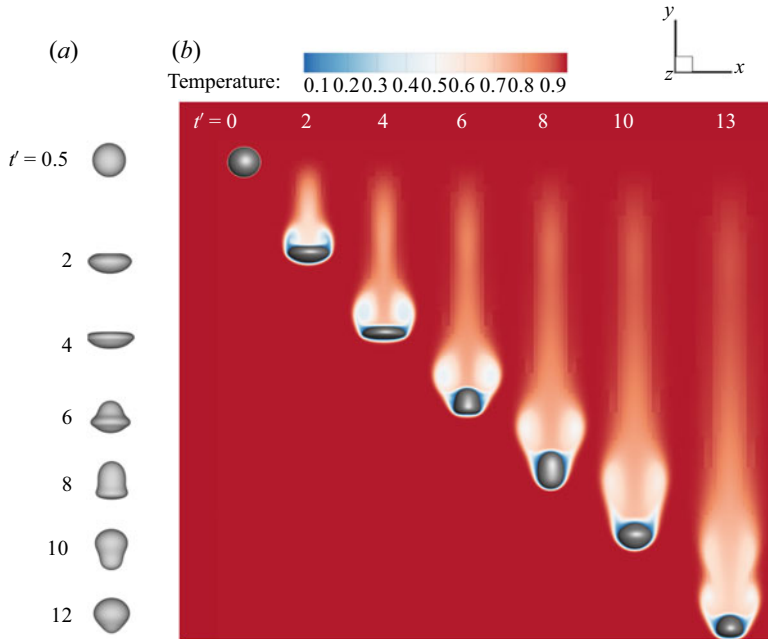 (a)
(b)
y
z
x
Temperature:
0.1 0.2 0.3 0.4 0.5 0.6 0.7 0.8 0.9
t′ = 0 2 4 6 8 10 13
t′ = 0.5
2
4
6
8
10
12